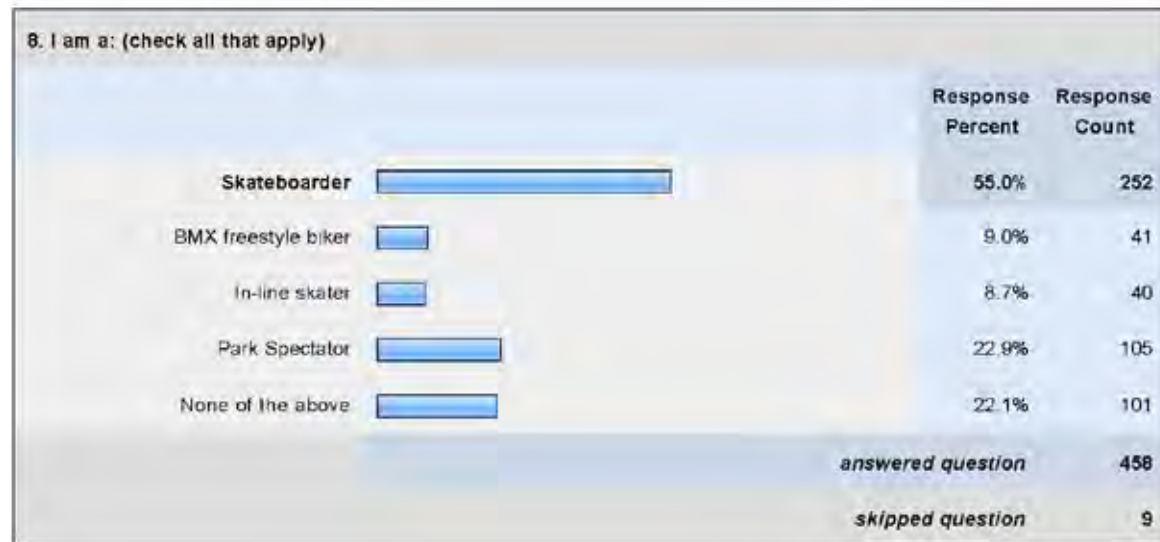 8. I am a: (check all that apply)
Response Percent Response Count
Skateboarder 55.0% 252
BMX freestyle biker 9.0% 41
In-line skater 8.7% 40
Park Spectator 22.9% 105
None of the above 22.1% 101
answered question 458
skipped question 9